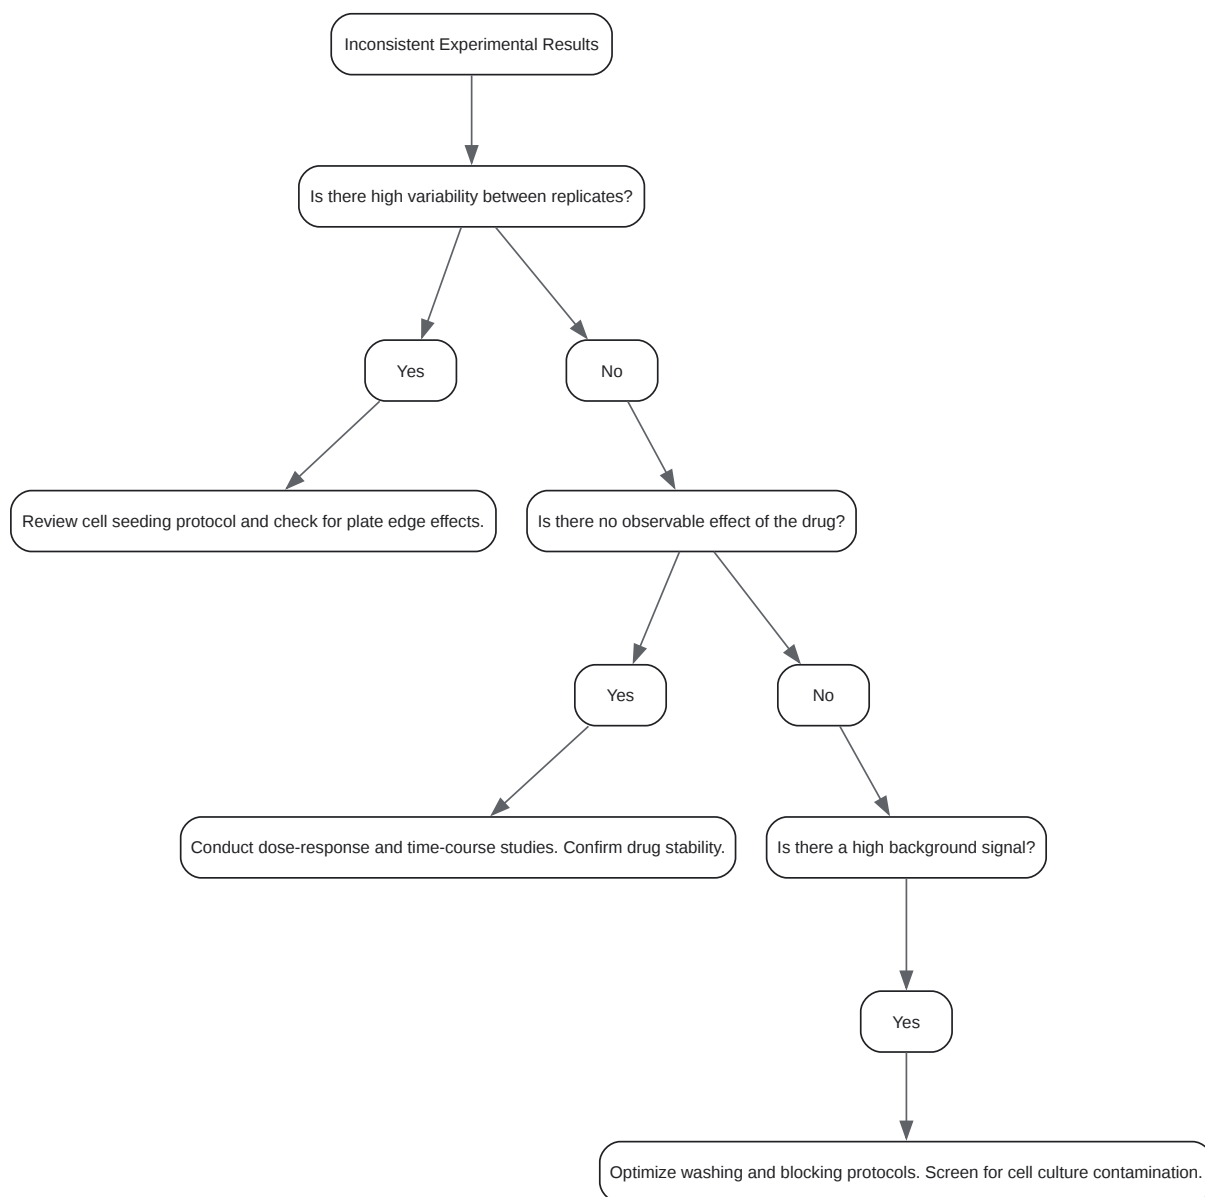 Inconsistent Experimental Results
Is there high variability between replicates?
Yes
No
Review cell seeding protocol and check for plate edge effects.
Is there no observable effect of the drug?
Yes
No
Conduct dose-response and time-course studies. Confirm drug stability.
Is there a high background signal?
Yes
Optimize washing and blocking protocols. Screen for cell culture contamination.